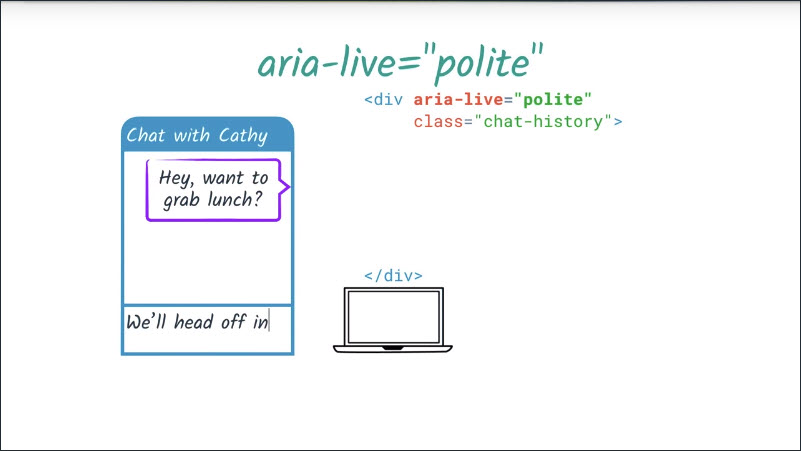 aria-live="polite"
<div aria-live="polite"
class="chat-history">
Chat with Cathy
Hey, want to
grab lunch?
</div>
We'll head off in